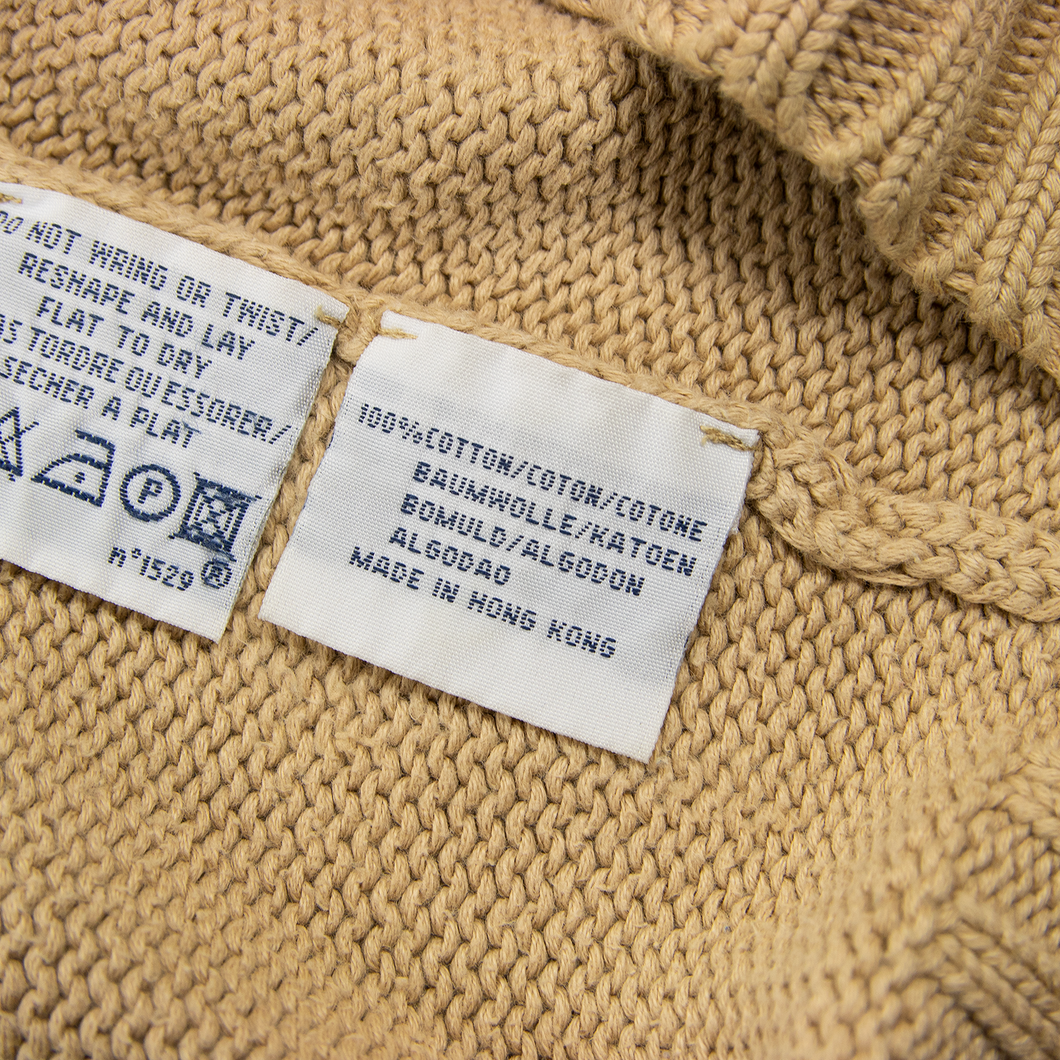 DO NOT WRING OR TWIST/
RESHAPE AND LAY
FLAT TO DRY
AS TORDRE OU ESSORER/
SECHER A PLAT
P
n°1529 ®
100%COTTON/COTON/COTONE
BAUMWOLLE/KATOEN
BOMULD/ALGODON
ALGODAO
MADE IN HONG KONG